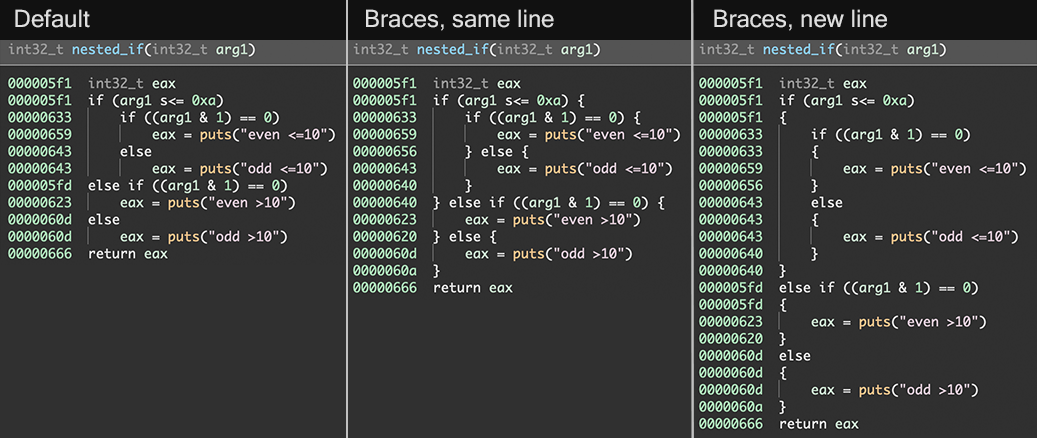 Default
int32_t nested_if(int32_t arg1)
000005f1 int32_t eax
000005f1 if (arg1 s<= 0xa)
00000633 if ((arg1 & 1) == 0)
00000659 eax = puts("even <=10")
00000643 else
00000643 eax = puts("odd <=10")
000005fd else if ((arg1 & 1) == 0)
00000623 eax = puts("even >10")
0000060d else
0000060d eax = puts("odd >10")
00000666 return eax
Braces, same line
int32_t nested_if(int32_t arg1)
000005f1 int32_t eax
000005f1 if (arg1 s<= 0xa) {
00000633 if ((arg1 & 1) == 0) {
00000659 eax = puts("even <=10")
00000656 } else {
00000643 eax = puts("odd <=10")
00000640 }
00000640 } else if ((arg1 & 1) == 0) {
00000623 eax = puts("even >10")
00000620 } else {
0000060d eax = puts("odd >10")
0000060a }
00000666 return eax
Braces, new line
int32_t nested_if(int32_t arg1)
000005f1 int32_t eax
000005f1 if (arg1 s<= 0xa)
000005f1 {
00000633 if ((arg1 & 1) == 0)
00000633 {
00000659 eax = puts("even <=10")
00000656 }
00000643 else
00000643 {
00000643 eax = puts("odd <=10")
00000640 }
00000640 }
000005fd else if ((arg1 & 1) == 0)
000005fd {
00000623 eax = puts("even >10")
00000620 }
0000060d else
0000060d {
0000060d eax = puts("odd >10")
0000060a }
00000666 return eax